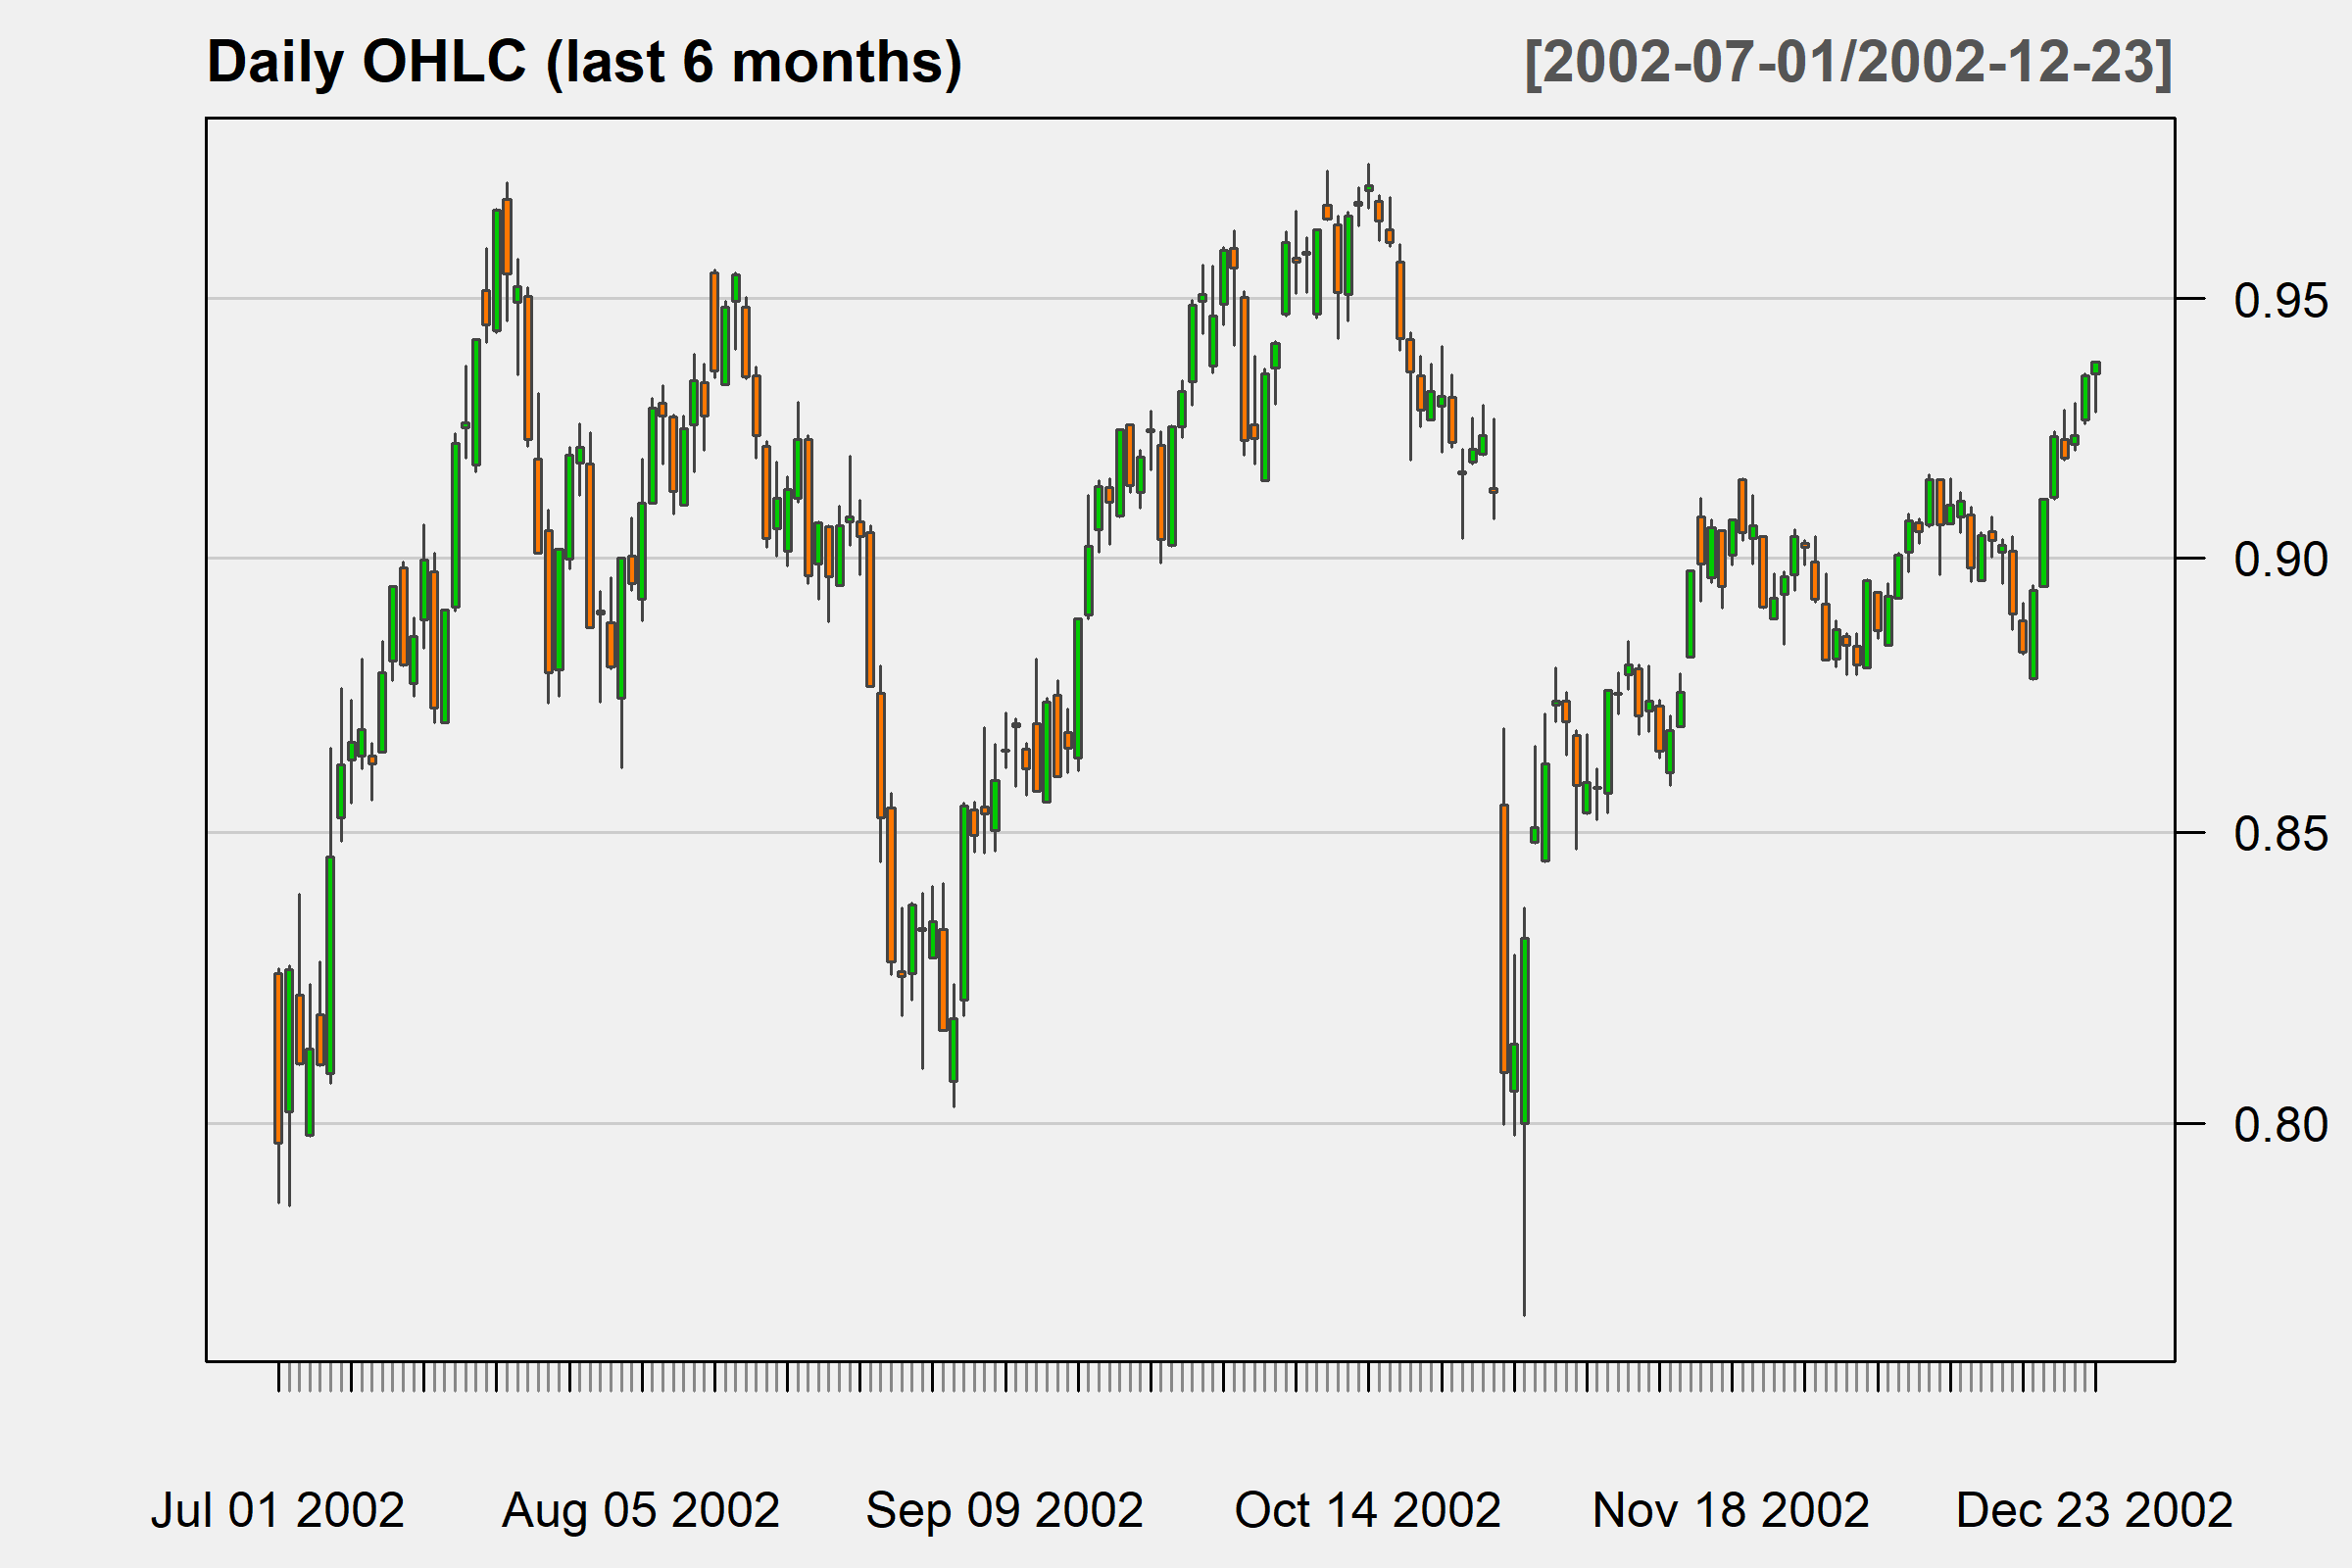 Daily OHLC (last 6 months)
[2002-07-01/2002-12-23]
0.95
0.90
0.85
0.80
Jul 01 2002
Aug 05 2002
Sep 09 2002
Oct 14 2002
Nov 18 2002
Dec 23 2002